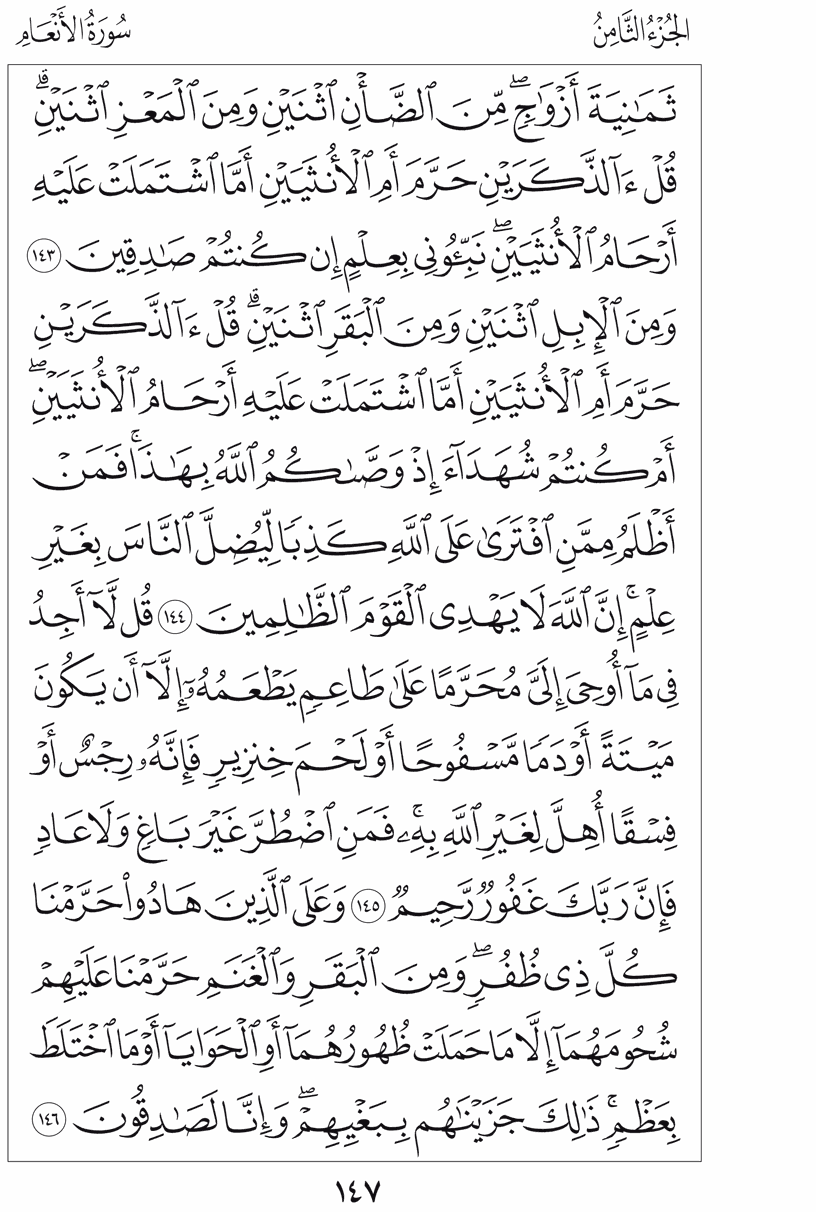 الجُزْءُ الثَّامِنُ
سُورَةُ الأَنْعَامِ
ثَمَٰنِيَةَ أَزْوَٰجٖۖ مِّنَ ٱلضَّأۡنِ ٱثۡنَيۡنِ وَمِنَ ٱلۡمَعۡزِ ٱثۡنَيۡنِۗ
قُلۡ ءَآلذَّكَرَيۡنِ حَرَّمَ أَمِ ٱلۡأُنثَيَيۡنِ أَمَّا ٱشۡتَمَلَتۡ عَلَيۡهِ
أَرۡحَامُ ٱلۡأُنثَيَيۡنِۖ نَبِّـُٔونِي بِعِلۡمٍ إِن كُنتُمۡ صَٰدِقِينَ ١٤٣
وَمِنَ ٱلۡإِبِلِ ٱثۡنَيۡنِ وَمِنَ ٱلۡبَقَرِ ٱثۡنَيۡنِۗ قُلۡ ءَآلذَّكَرَيۡنِ
حَرَّمَ أَمِ ٱلۡأُنثَيَيۡنِ أَمَّا ٱشۡتَمَلَتۡ عَلَيۡهِ أَرۡحَامُ ٱلۡأُنثَيَيۡنِۖ
أَمۡ كُنتُمۡ شُهَدَآءَ إِذۡ وَصَّىٰكُمُ ٱللَّهُ بِهَٰذَاۚ فَمَنۡ
أَظۡلَمُ مِمَّنِ ٱفۡتَرَىٰ عَلَى ٱللَّهِ كَذِبٗا لِّيُضِلَّ ٱلنَّاسَ بِغَيۡرِ
عِلۡمٍۚ إِنَّ ٱللَّهَ لَا يَهۡدِي ٱلۡقَوۡمَ ٱلظَّٰلِمِينَ ١٤٤ قُل لَّآ أَجِدُ
فِي مَآ أُوحِيَ إِلَيَّ مُحَرَّمًا عَلَىٰ طَاعِمٖ يَطۡعَمُهُۥٓ إِلَّآ أَن يَكُونَ
مَيۡتَةً أَوۡ دَمٗا مَّسۡفُوحًا أَوۡ لَحۡمَ خِنزِيرٖ فَإِنَّهُۥ رِجۡسٌ أَوۡ
فِسۡقًا أُهِلَّ لِغَيۡرِ ٱللَّهِ بِهِۦۚ فَمَنِ ٱضۡطُرَّ غَيۡرَ بَاغٖ وَلَا عَادٖ
فَإِنَّ رَبَّكَ غَفُورٞ رَّحِيمٞ ١٤٥ وَعَلَى ٱلَّذِينَ هَادُواْ حَرَّمۡنَا
كُلَّ ذِي ظُفُرٖۖ وَمِنَ ٱلۡبَقَرِ وَٱلۡغَنَمِ حَرَّمۡنَا عَلَيۡهِمۡ
شُحُومَهُمَآ إِلَّا مَا حَمَلَتۡ ظُهُورُهُمَآ أَوِ ٱلۡحَوَايَآ أَوۡ مَا ٱخۡتَلَطَ
بِعَظۡمٖۚ ذَٰلِكَ جَزَيۡنَٰهُم بِبَغۡيِهِمۡۖ وَإِنَّا لَصَٰدِقُونَ ١٤٦
١٤٧